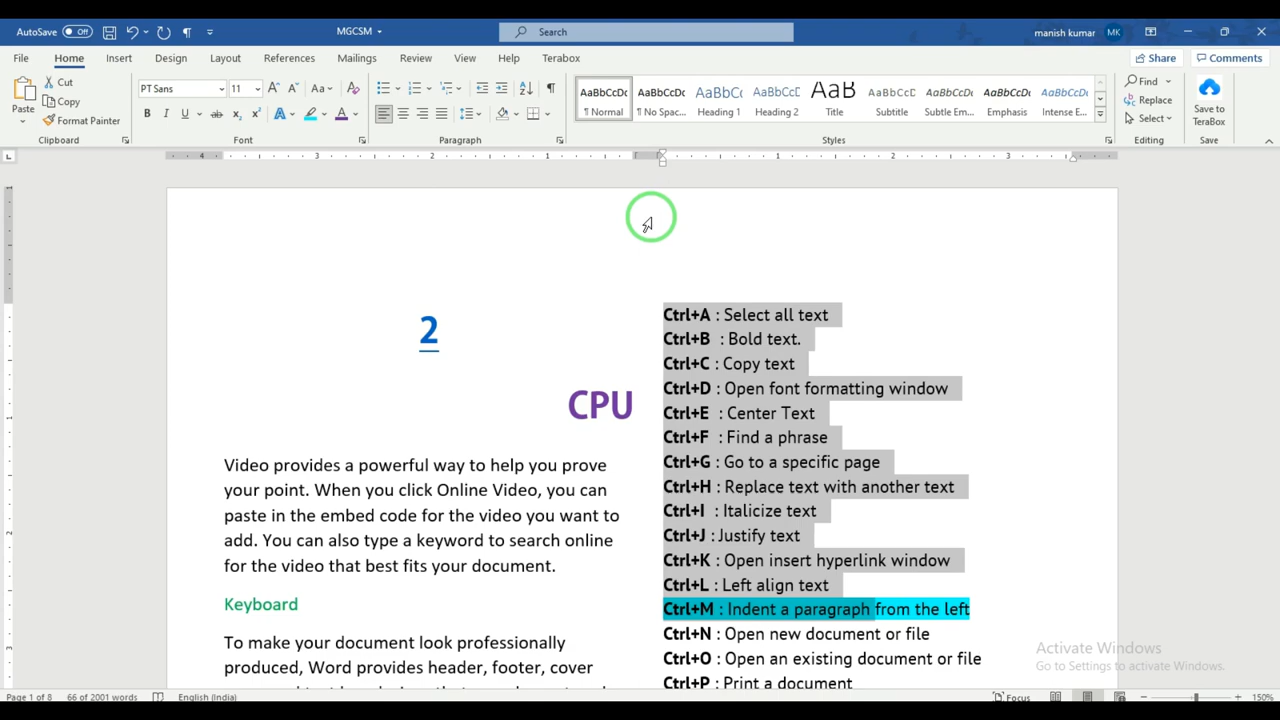 AutoSave Off MGCSM Search manish kumar MK
File Home Insert Design Layout References Mailings Review View Help Terabox Share Comments
Paste Cut Copy Format Painter
PT Sans 11 Aa
AaBbCcDc AaBbCcDc AaBbC AaBbCcC AaB AaBbCcD AaBbCcDc AaBbCcDc AaBbCcDc
¶ Normal ¶ No Spac... Heading 1 Heading 2 Title Subtitle Subtle Em... Emphasis Intense E...
Find Replace Select
Save to TeraBox
Clipboard Font Paragraph Styles Editing Save
2
CPU
Video provides a powerful way to help you prove
your point. When you click Online Video, you can
paste in the embed code for the video you want to
add. You can also type a keyword to search online
for the video that best fits your document.
Keyboard
To make your document look professionally
produced, Word provides header, footer, cover
Ctrl+A : Select all text
Ctrl+B : Bold text.
Ctrl+C : Copy text
Ctrl+D : Open font formatting window
Ctrl+E : Center Text
Ctrl+F : Find a phrase
Ctrl+G : Go to a specific page
Ctrl+H : Replace text with another text
Ctrl+I : Italicize text
Ctrl+J : Justify text
Ctrl+K : Open insert hyperlink window
Ctrl+L : Left align text
Ctrl+M : Indent a paragraph from the left
Ctrl+N : Open new document or file
Ctrl+O : Open an existing document or file
Ctrl+P : Print a document
Activate Windows
Go to Settings to activate Windows.
Page 1 of 8 66 of 2001 words English (India) Focus 150%